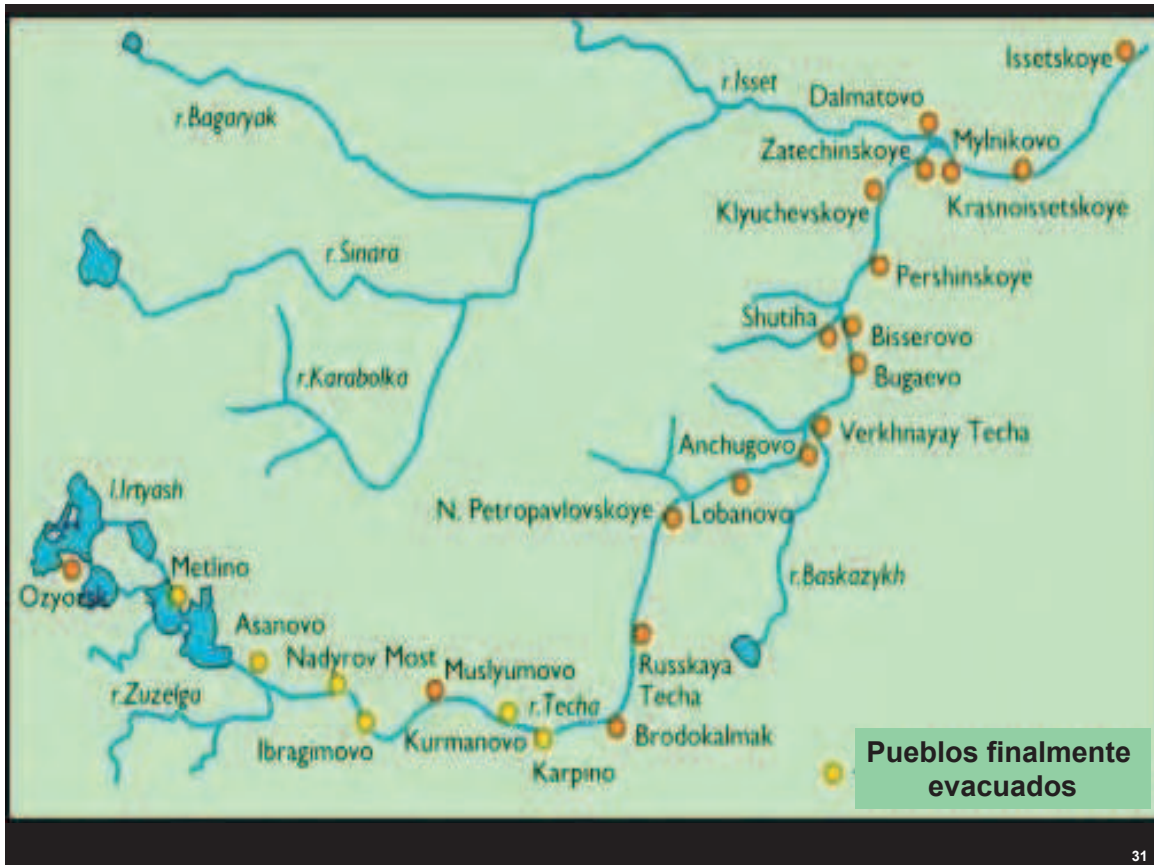 Issetskoye
r.Isset
Dalmatovo
r.Bagaryak
Zatechinskoye
Mylnikovo
Klyuchevskoye
Krasnoissetskoye
r.Sinara
Pershinskoye
Shutiha
Bisserovo
r.Karabolka
Bugaevo
Anchugovo
Verkhnayay Techa
l.Irtyash
N. Petropavlovskoye
Lobanovo
Metlino
r.Baskazykh
Ozyorsk
Asanovo
Nadyrov Most
Muslyumovo
Russkaya
Techa
r.Zuzelga
r.Techa
Ibragimovo
Kurmanovo
Brodokalmak
Karpino
Pueblos finalmente
evacuados
31